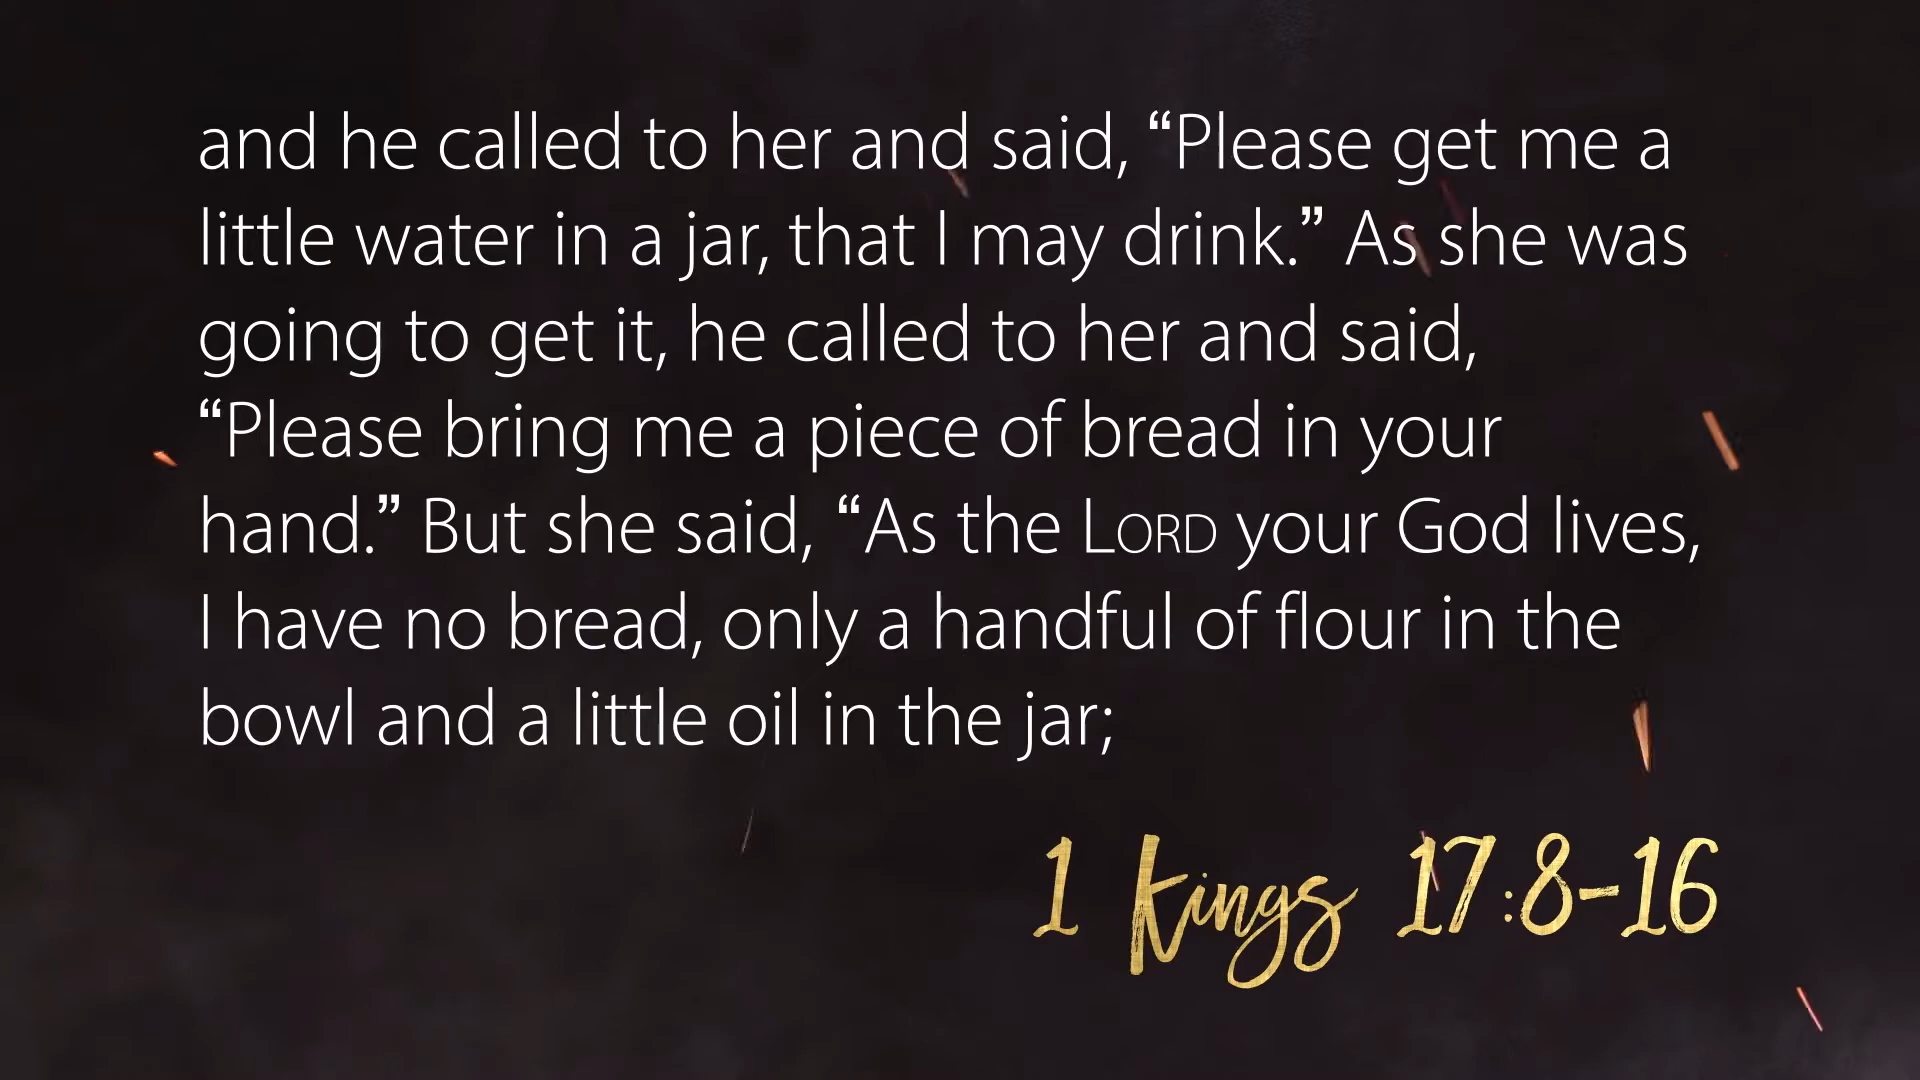 and he called to her and said, “Please get me a
little water in a jar, that I may drink.” As she was
going to get it, he called to her and said,
“Please bring me a piece of bread in your
hand.” But she said, “As the LORD your God lives,
I have no bread, only a handful of flour in the
bowl and a little oil in the jar;
1 Kings 17:8-16